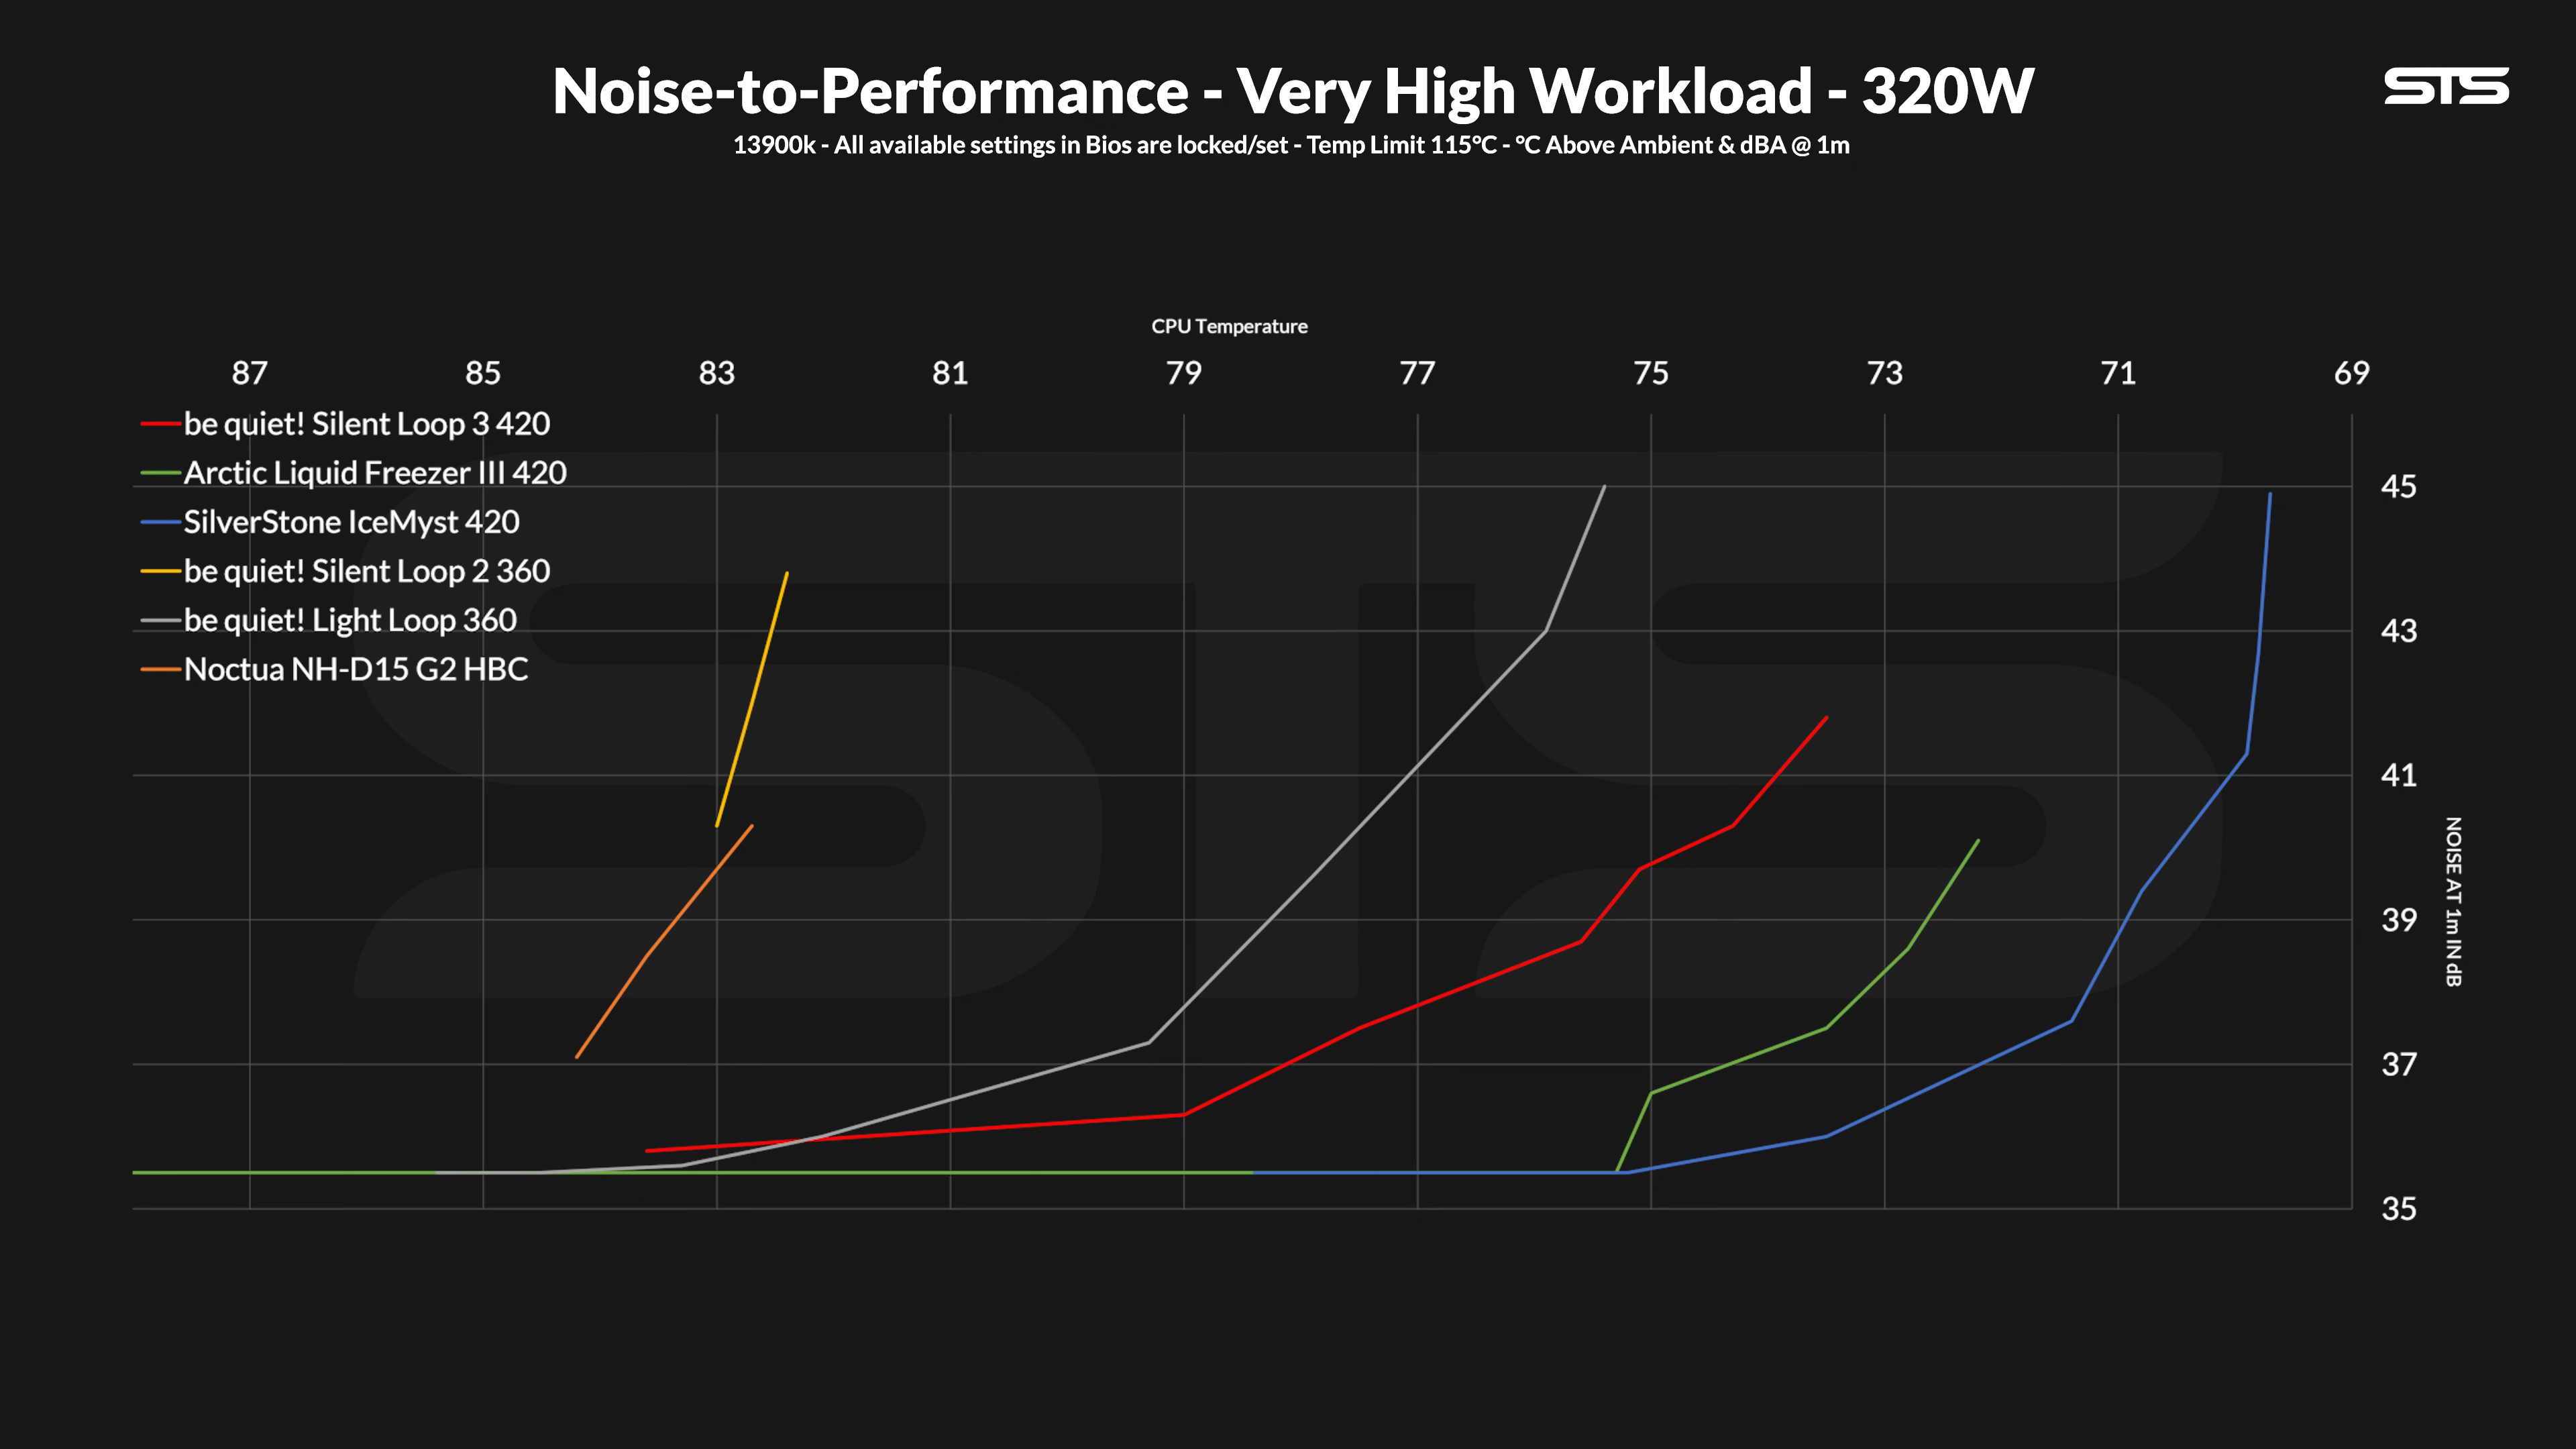 Noise-to-Performance - Very High Workload - 320W
STS
13900k - All available settings in Bios are locked/set - Temp Limit 115°C - °C Above Ambient & dBA @ 1m
CPU Temperature
87 85 83 81 79 77 75 73 71 69
be quiet! Silent Loop 3 420
Arctic Liquid Freezer III 420
SilverStone IceMyst 420
be quiet! Silent Loop 2 360
be quiet! Light Loop 360
Noctua NH-D15 G2 HBC
45
43
41
39
37
35
NOISE AT 1m IN dB
STS